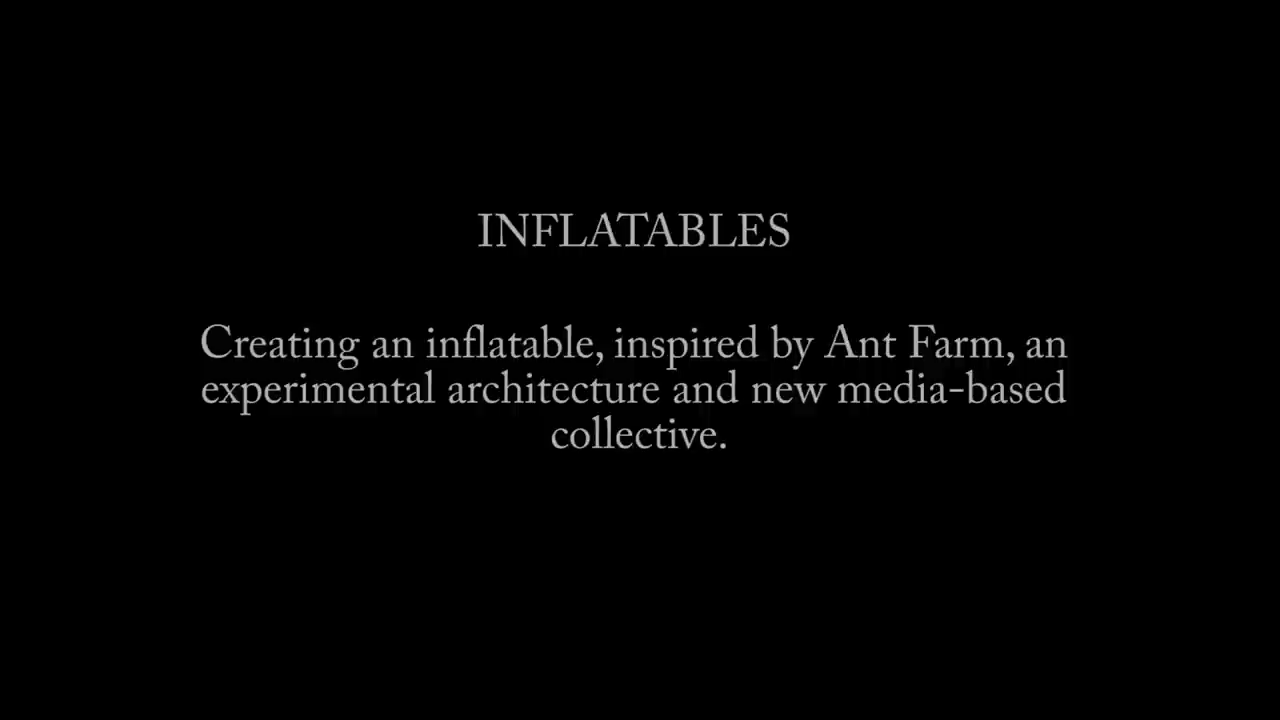 INFLATABLES
Creating an inflatable, inspired by Ant Farm, an
experimental architecture and new media-based
collective.